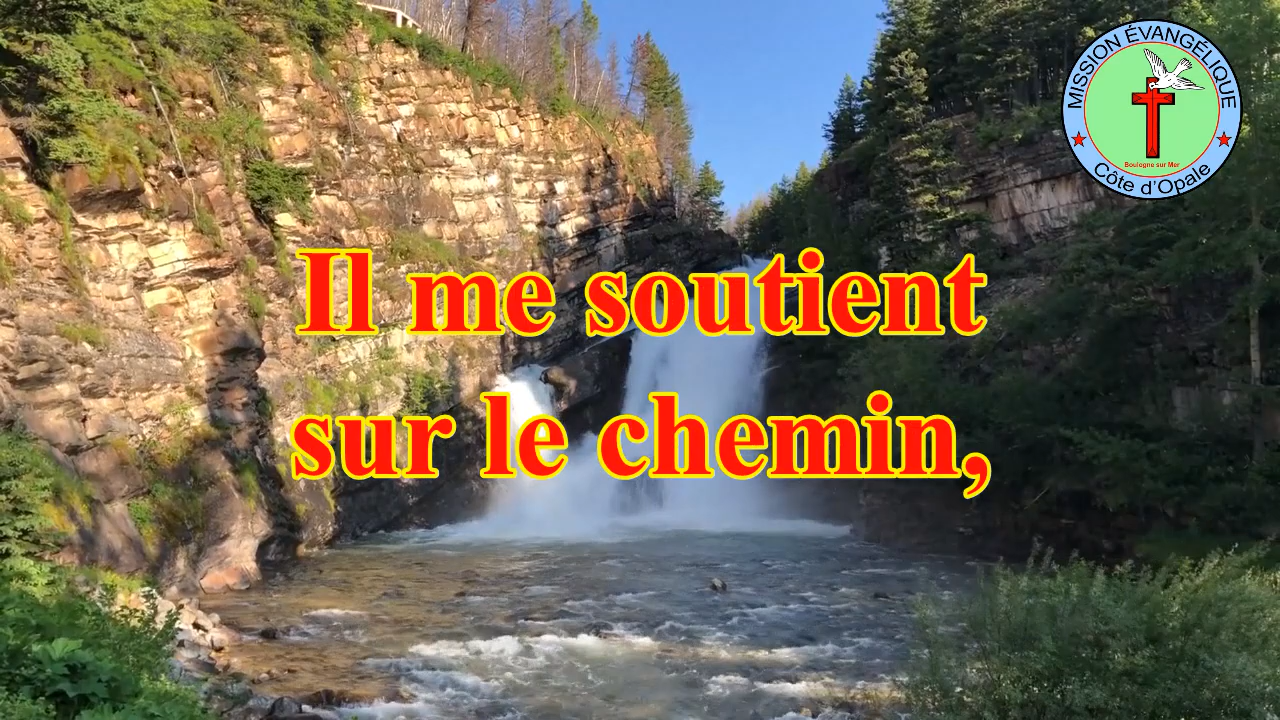 MISSION ÉVANGÉLIQUE
Boulogne sur Mer
Côte d'Opale
Il me soutient
sur le chemin,